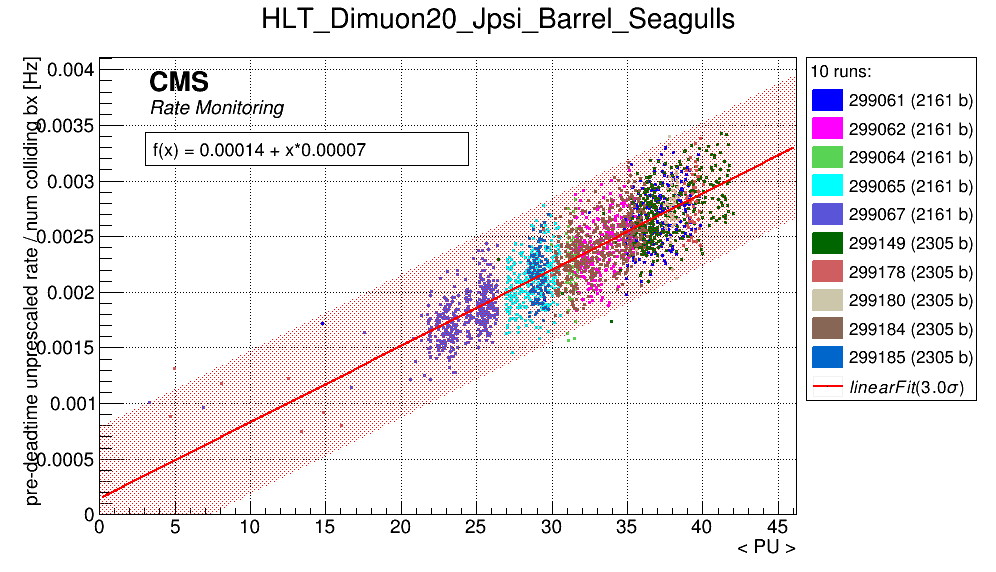 HLT_Dimuon20_Jpsi_Barrel_Seagulls
pre-deadtime unprescaled rate / num colliding bx [Hz]
0.004
0.0035
0.003
0.0025
0.002
0.0015
0.001
0.0005
0
CMS
Rate Monitoring
f(x) = 0.00014 + x*0.00007
0 5 10 15 20 25 30 35 40 45
< PU >
10 runs:
299061 (2161 b)
299062 (2161 b)
299064 (2161 b)
299065 (2161 b)
299067 (2161 b)
299149 (2305 b)
299178 (2305 b)
299180 (2305 b)
299184 (2305 b)
299185 (2305 b)
linearFit(3.0σ)